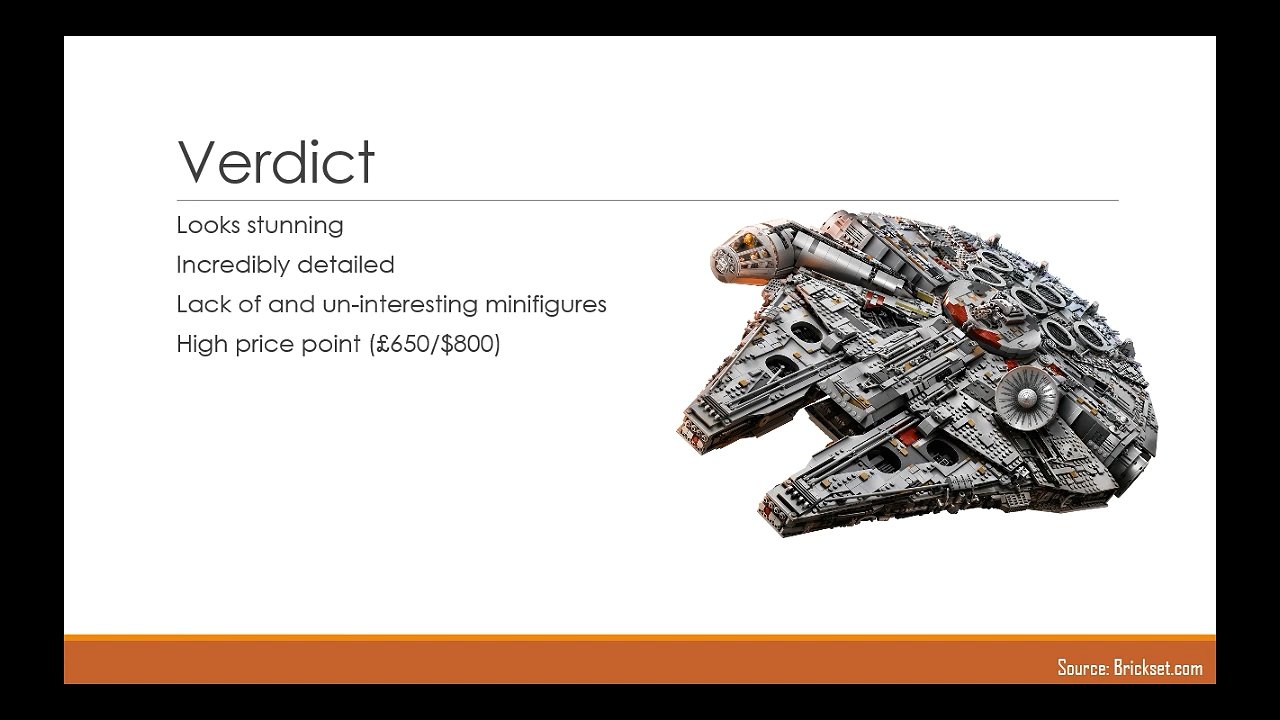 Verdict
Looks stunning
Incredibly detailed
Lack of and un-interesting minifigures
High price point (£650/$800)
Source: Brickset.com